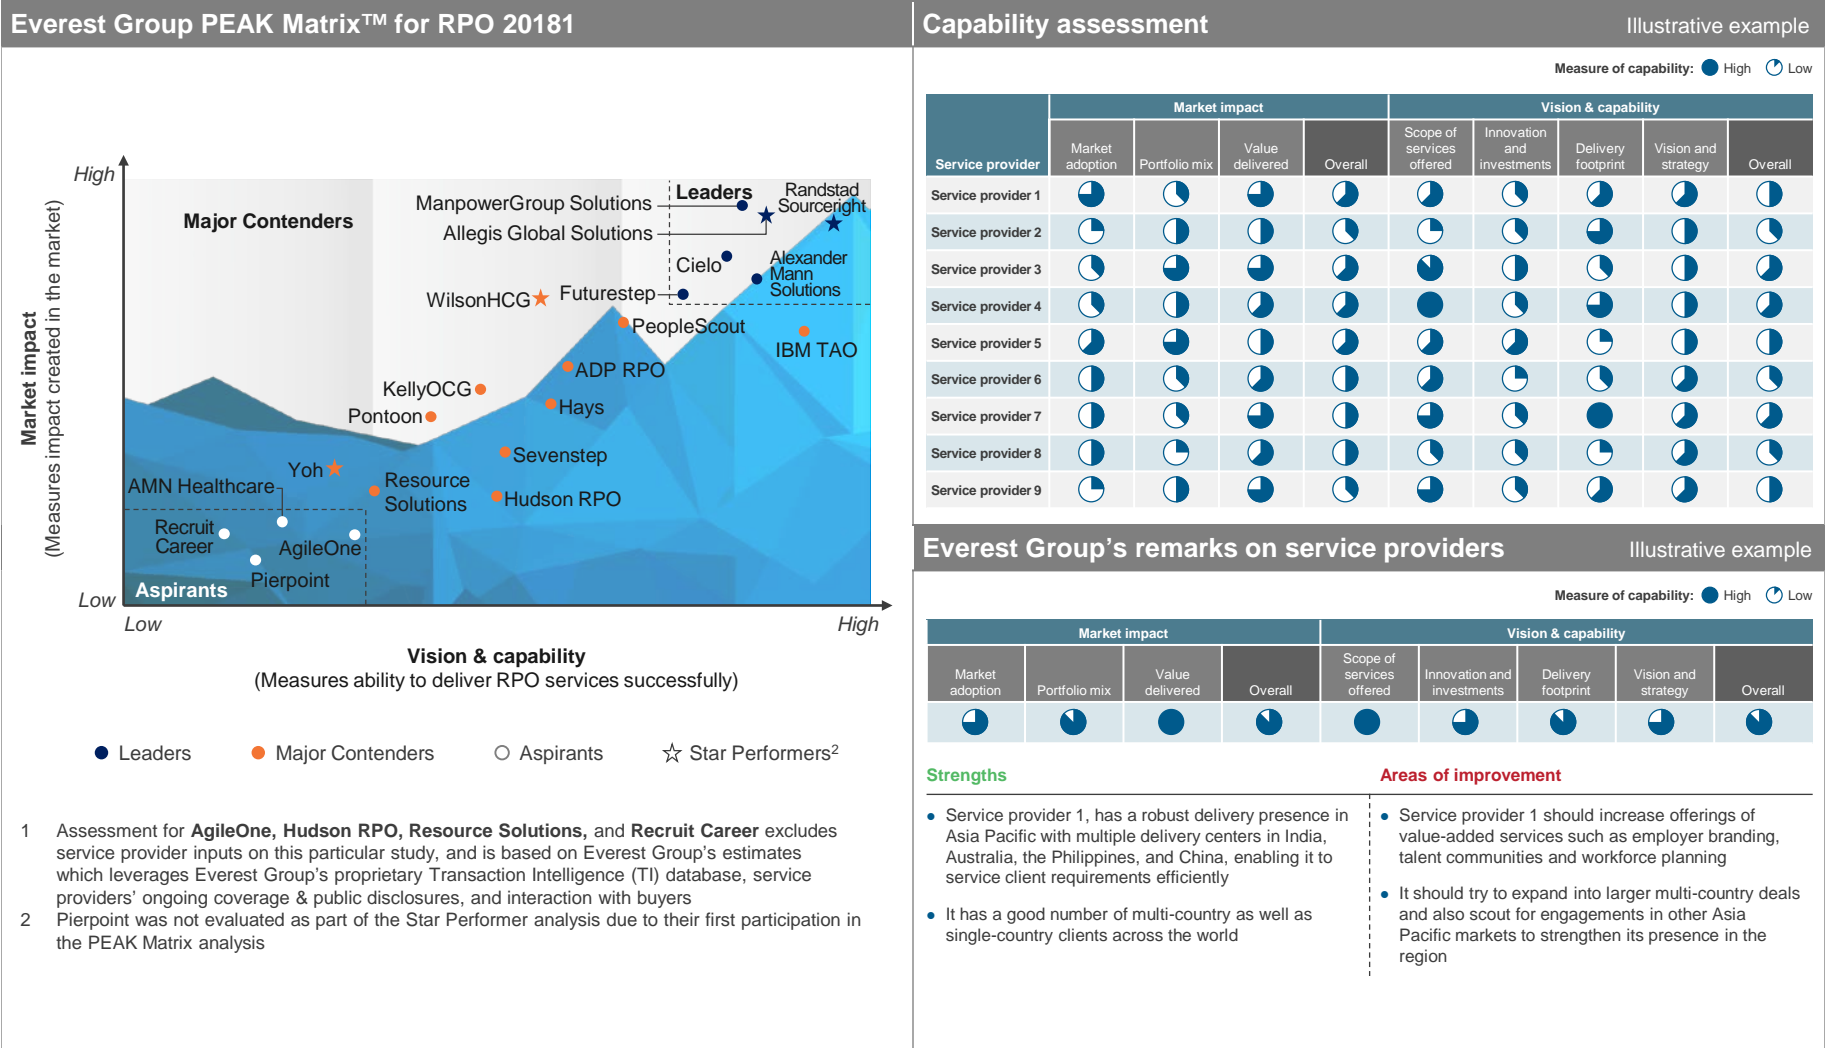 Everest Group PEAK Matrix™ for RPO 20181
High
Major Contenders
Leaders
Randstad
Sourceright
ManpowerGroup Solutions
Allegis Global Solutions
Cielo
Alexander
Mann
Solutions
WilsonHCG
Futurestep
PeopleScout
IBM TAO
ADP RPO
KellyOCG
Hays
Pontoon
Sevenstep
Yoh
Resource
Solutions
AMN Healthcare
Hudson RPO
Recruit
Career
AgileOne
Pierpoint
Aspirants
Market impact
(Measures impact created in the market)
Low
Low
High
Vision & capability
(Measures ability to deliver RPO services successfully)
Leaders
Major Contenders
Aspirants
Star Performers2
1 Assessment for AgileOne, Hudson RPO, Resource Solutions, and Recruit Career excludes
service provider inputs on this particular study, and is based on Everest Group’s estimates
which leverages Everest Group’s proprietary Transaction Intelligence (TI) database, service
providers’ ongoing coverage & public disclosures, and interaction with buyers
2 Pierpoint was not evaluated as part of the Star Performer analysis due to their first participation in
the PEAK Matrix analysis
Capability assessment
Illustrative example
Measure of capability: High Low
Market impact
Vision & capability
Service provider
Market
adoption
Portfolio mix
Value
delivered
Overall
Scope of
services
offered
Innovation
and
investments
Delivery
footprint
Vision and
strategy
Overall
Service provider 1
Service provider 2
Service provider 3
Service provider 4
Service provider 5
Service provider 6
Service provider 7
Service provider 8
Service provider 9
Everest Group’s remarks on service providers
Illustrative example
Measure of capability: High Low
Market impact
Vision & capability
Market
adoption
Portfolio mix
Value
delivered
Overall
Scope of
services
offered
Innovation and
investments
Delivery
footprint
Vision and
strategy
Overall
Strengths
● Service provider 1, has a robust delivery presence in
Asia Pacific with multiple delivery centers in India,
Australia, the Philippines, and China, enabling it to
service client requirements efficiently
● It has a good number of multi-country as well as
single-country clients across the world
Areas of improvement
● Service provider 1 should increase offerings of
value-added services such as employer branding,
talent communities and workforce planning
● It should try to expand into larger multi-country deals
and also scout for engagements in other Asia
Pacific markets to strengthen its presence in the
region